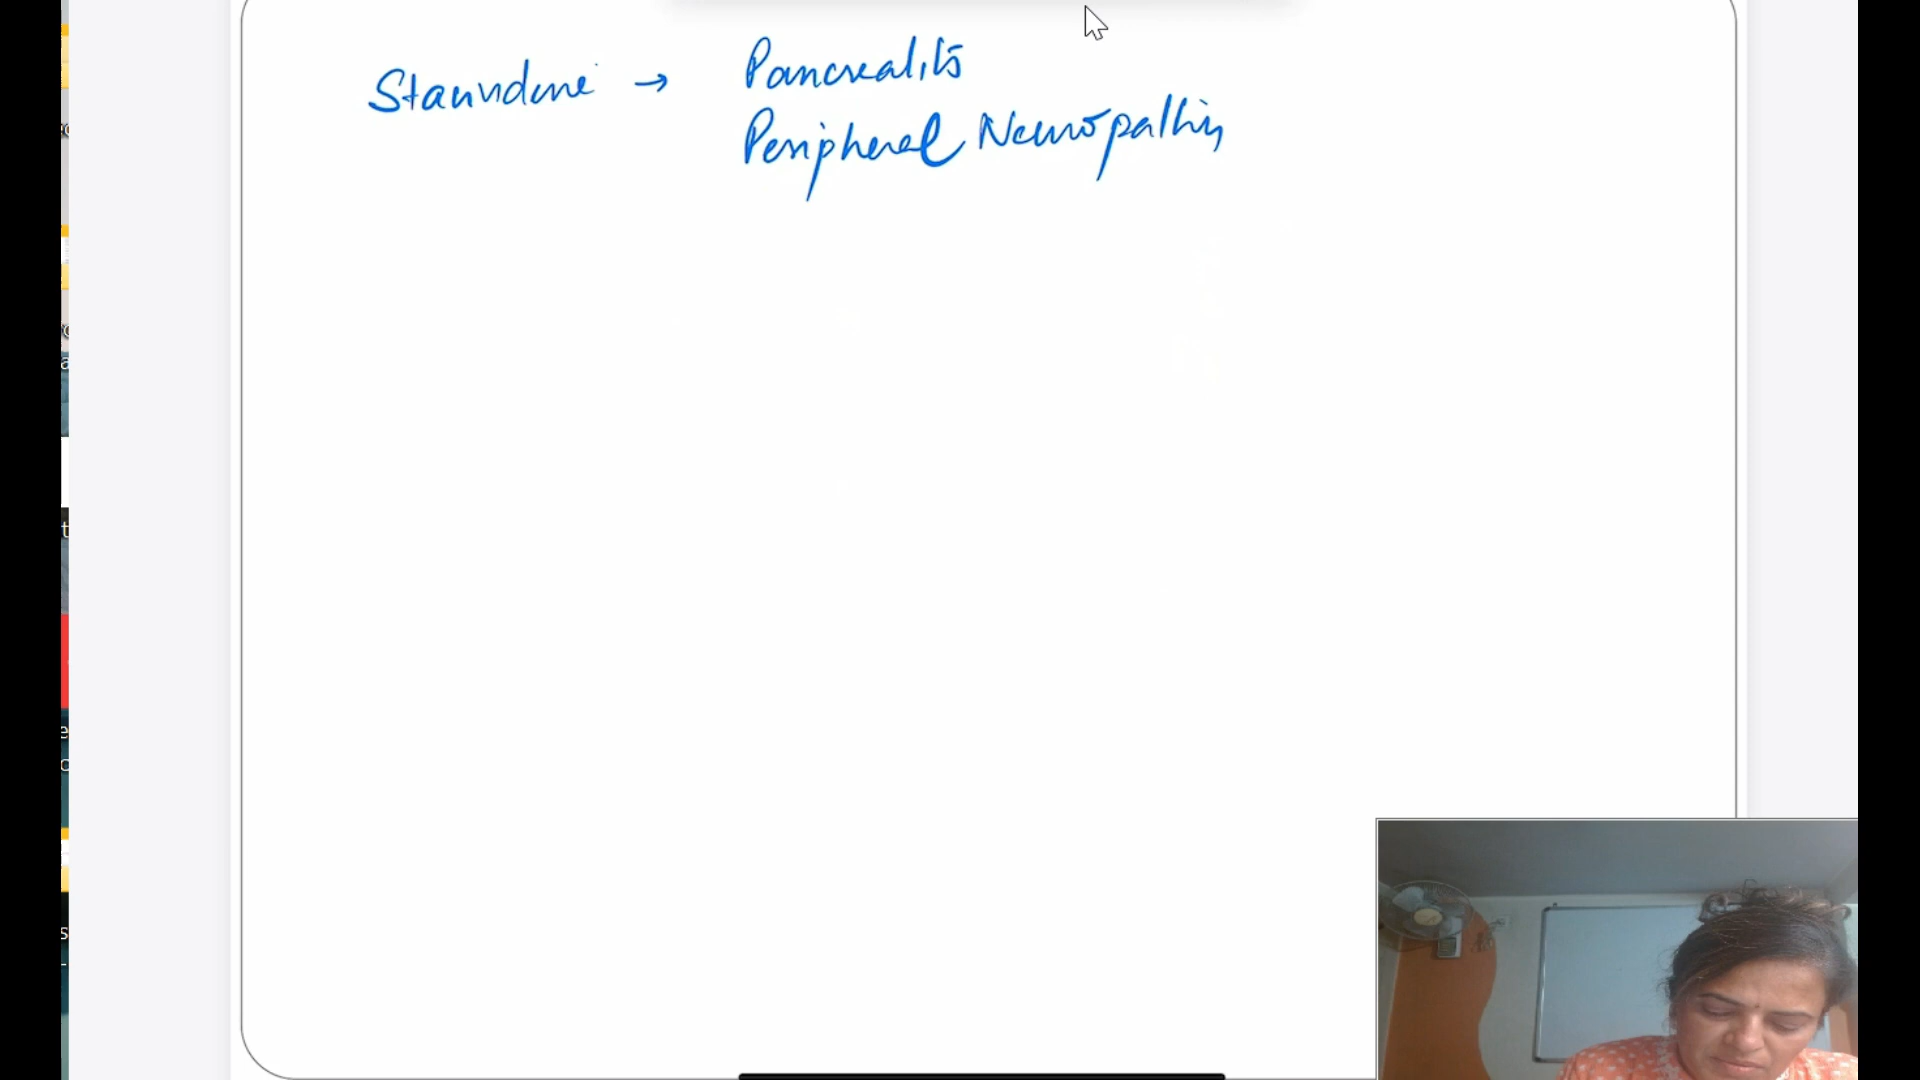 Stavudine → Pancreatitis
Peripheral Neuropathy